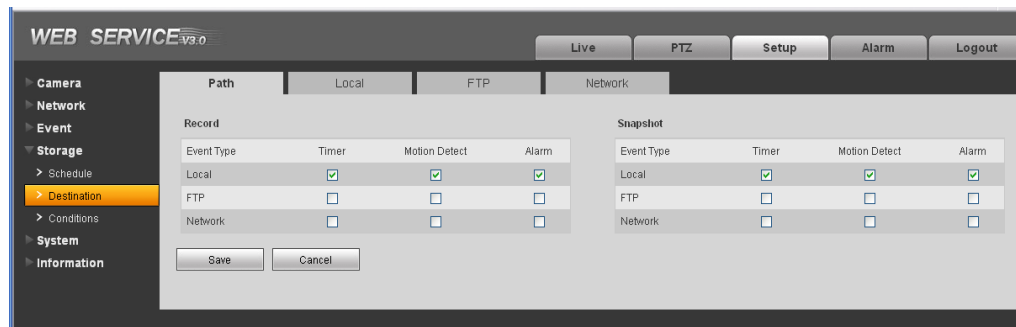 WEB SERVICE V3.0
Live PTZ Setup Alarm Logout
Camera
Network
Event
Storage
> Schedule
> Destination
> Conditions
System
Information
Path Local FTP Network
Record
Event Type Timer Motion Detect Alarm
Local
FTP
Network
Save Cancel
Snapshot
Event Type Timer Motion Detect Alarm
Local
FTP
Network